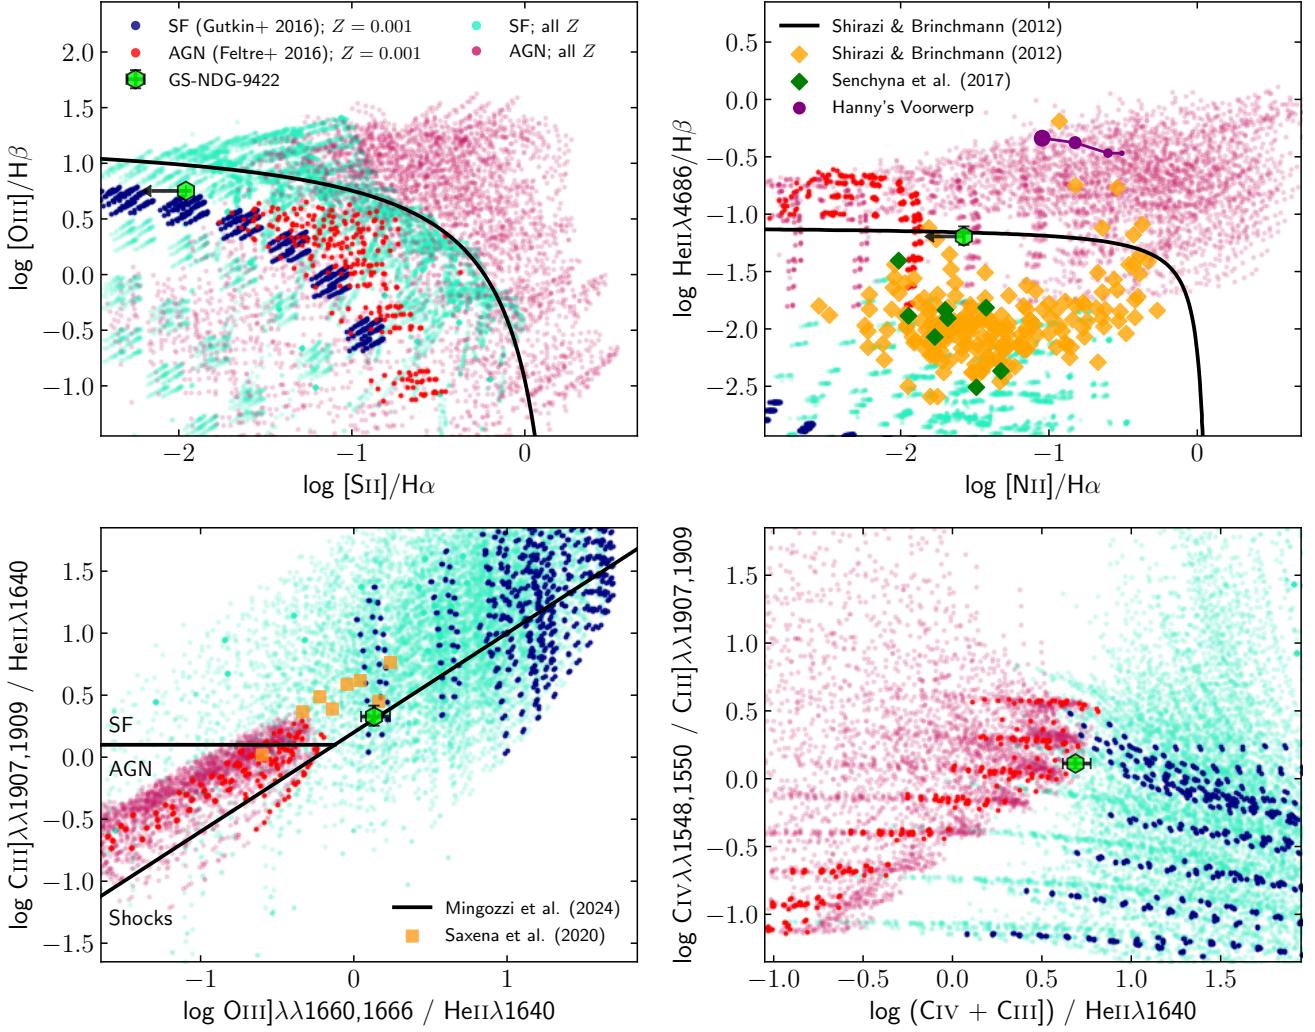 SF (Gutkin+ 2016); Z = 0.001
AGN (Feltre+ 2016); Z = 0.001
GS-NDG-9422
SF; all Z
AGN; all Z
2.0
1.5
1.0
0.5
0.0
−0.5
−1.0
log [OIII]/Hβ
−2
−1
0
log [SII]/Hα
Shirazi & Brinchmann (2012)
Shirazi & Brinchmann (2012)
Senchyna et al. (2017)
Hanny's Voorwerp
0.5
0.0
−0.5
−1.0
−1.5
−2.0
−2.5
log HeIIλ4686/Hβ
−2
−1
0
log [NII]/Hα
1.5
1.0
0.5
0.0
−0.5
−1.0
−1.5
log CIII]λλ1907,1909 / HeIIλ1640
SF
AGN
Shocks
Mingozzi et al. (2024)
Saxena et al. (2020)
−1
0
1
log OIII]λλ1660,1666 / HeIIλ1640
1.5
1.0
0.5
0.0
−0.5
−1.0
log CIVλλ1548,1550 / CIII]λλ1907,1909
−1.0
−0.5
0.0
0.5
1.0
1.5
log (CIV + CIII]) / HeIIλ1640